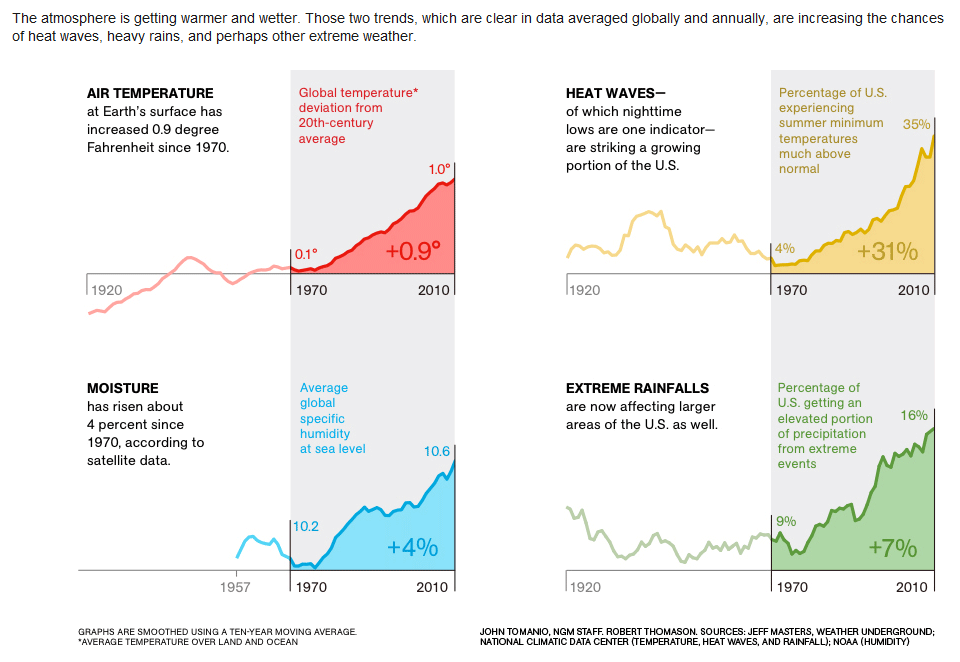 The atmosphere is getting warmer and wetter. Those two trends, which are clear in data averaged globally and annually, are increasing the chances
of heat waves, heavy rains, and perhaps other extreme weather.
AIR TEMPERATURE
at Earth's surface has
increased 0.9 degree
Fahrenheit since 1970.
Global temperature*
deviation from
20th-century
average
1.0°
0.1°
+0.9°
1920
1970
2010
HEAT WAVES—
of which nighttime
lows are one indicator—
are striking a growing
portion of the U.S.
Percentage of U.S.
experiencing
summer minimum
temperatures
much above
normal
35%
4%
+31%
1920
1970
2010
MOISTURE
has risen about
4 percent since
1970, according to
satellite data.
Average
global
specific
humidity
at sea level
10.6
10.2
+4%
1957
1970
2010
EXTREME RAINFALLS
are now affecting larger
areas of the U.S. as well.
Percentage of
U.S. getting an
elevated portion
of precipitation
from extreme
events
16%
9%
+7%
1920
1970
2010
GRAPHS ARE SMOOTHED USING A TEN-YEAR MOVING AVERAGE.
*AVERAGE TEMPERATURE OVER LAND AND OCEAN
JOHN TOMANIO, NGM STAFF. ROBERT THOMASON. SOURCES: JEFF MASTERS, WEATHER UNDERGROUND;
NATIONAL CLIMATIC DATA CENTER (TEMPERATURE, HEAT WAVES, AND RAINFALL); NOAA (HUMIDITY)